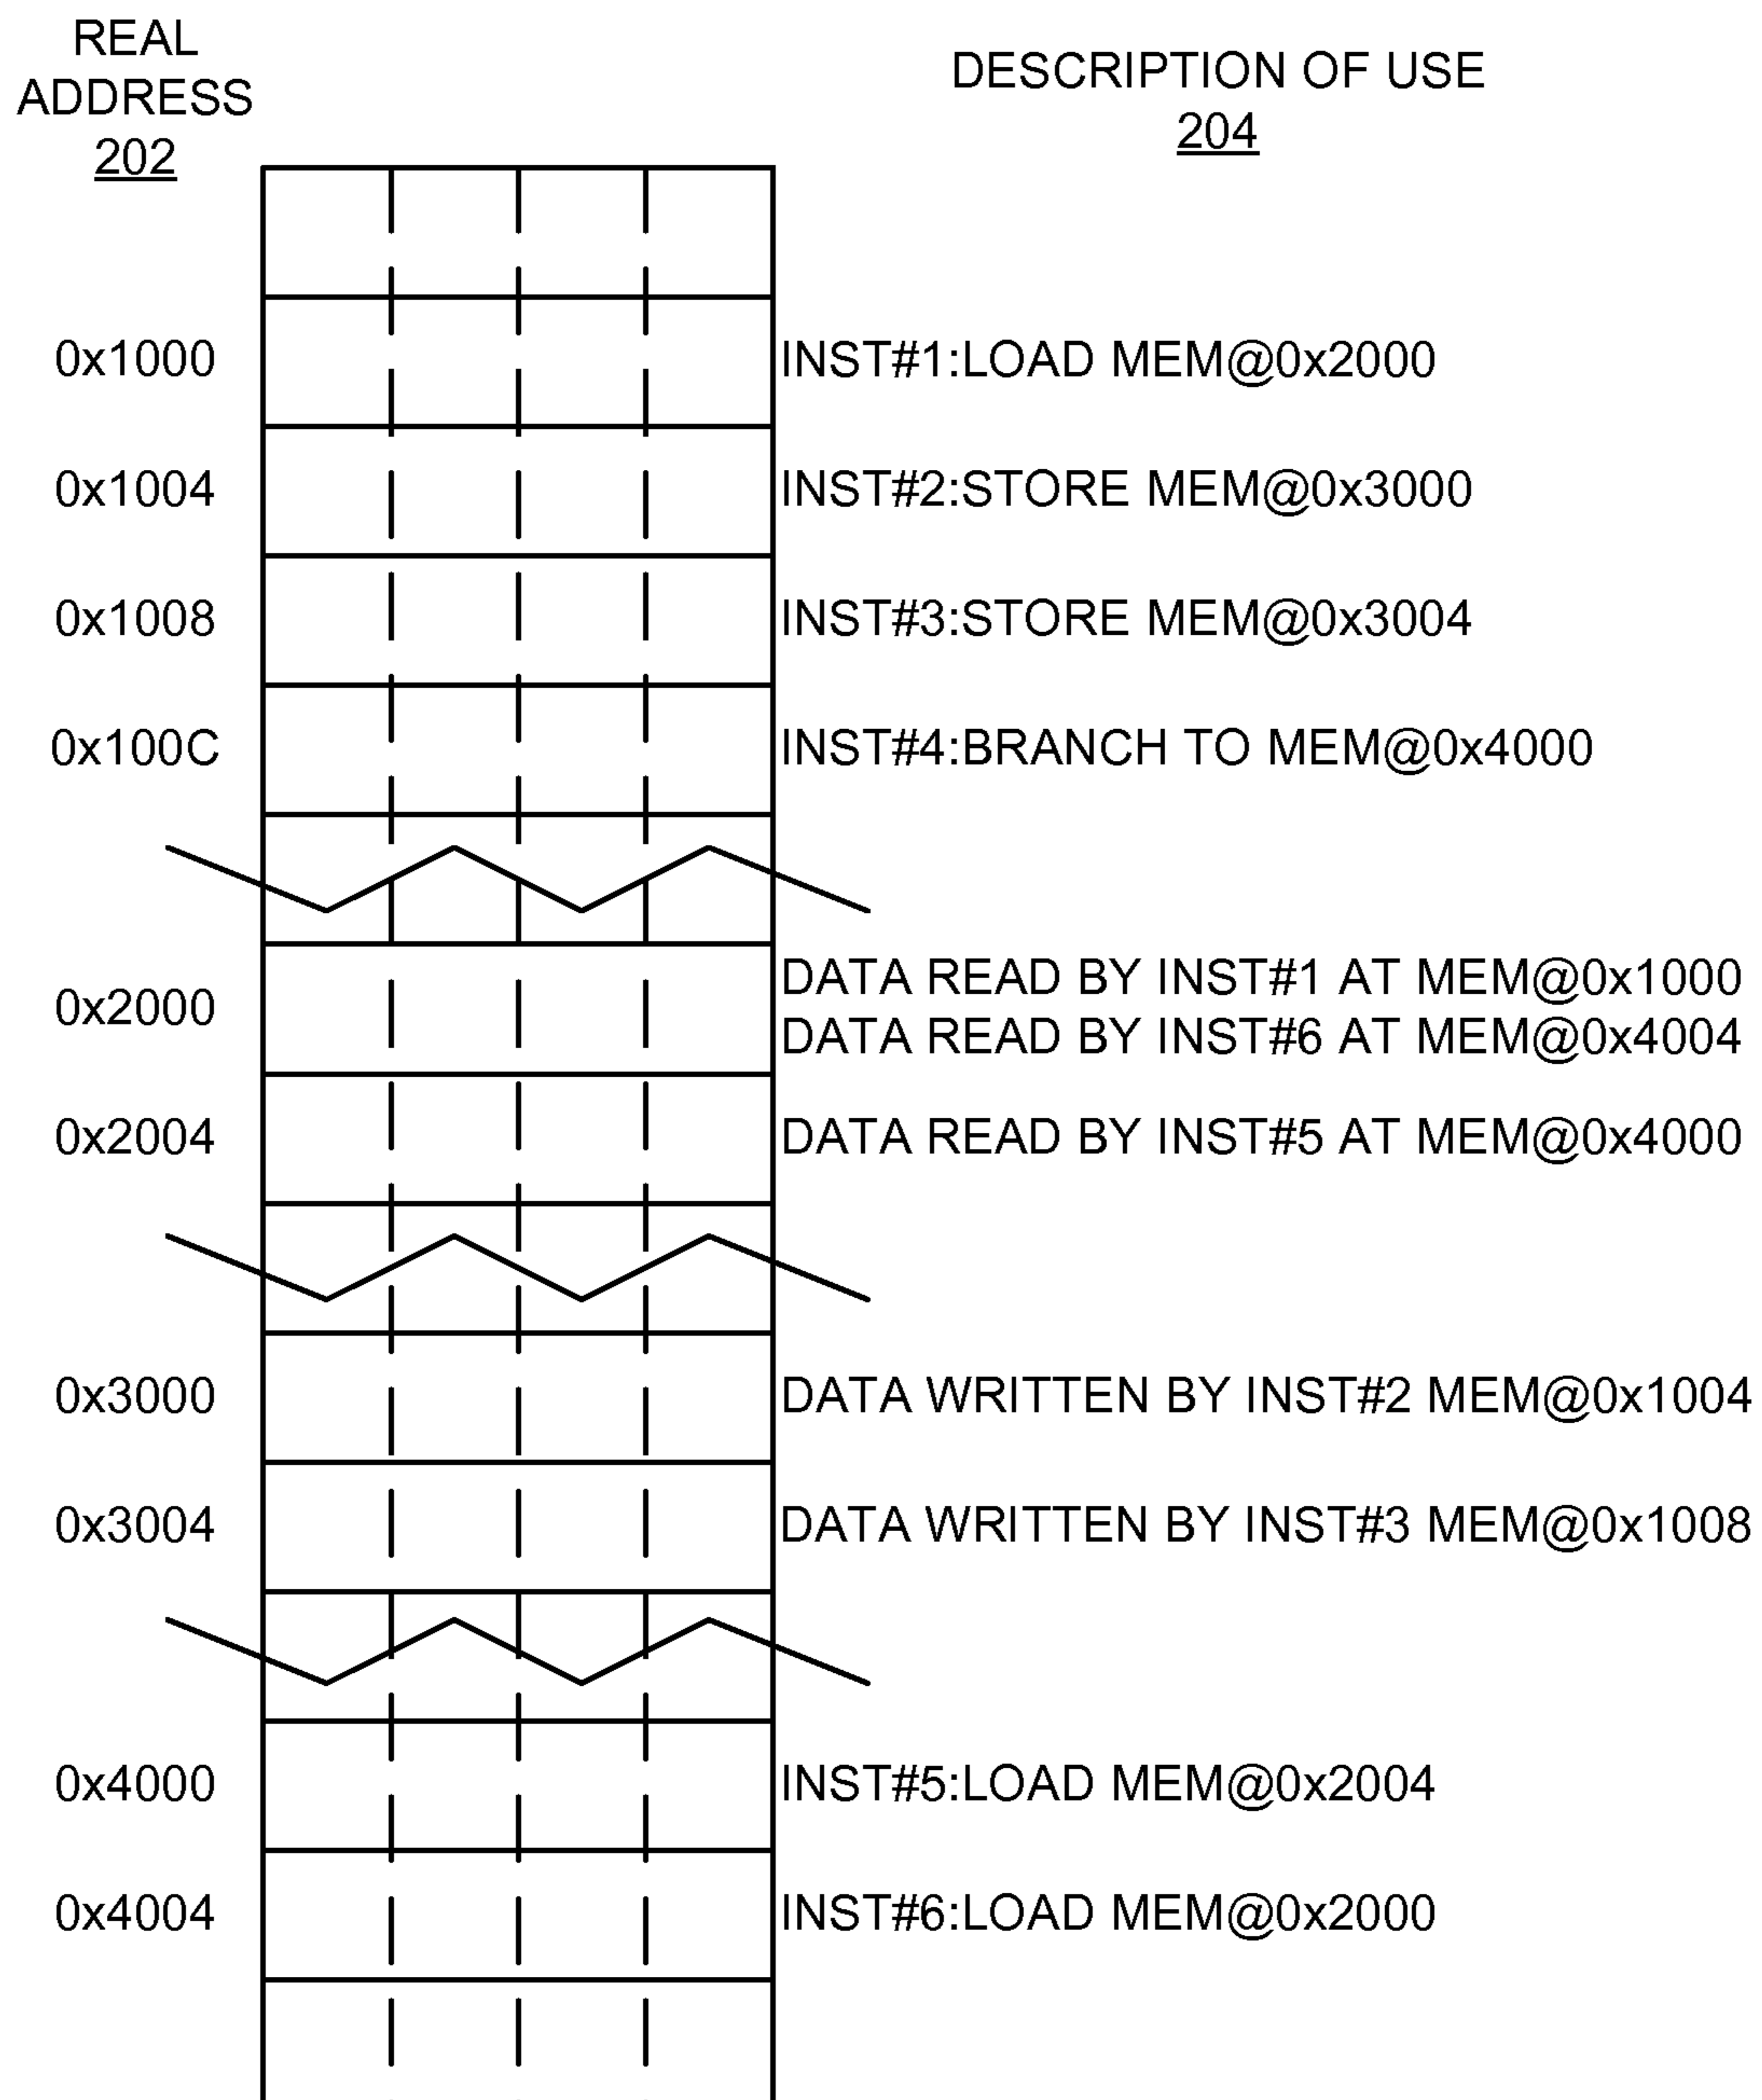 REAL
ADDRESS
202
DESCRIPTION OF USE
204
0x1000 INST#1:LOAD MEM@0x2000
0x1004 INST#2:STORE MEM@0x3000
0x1008 INST#3:STORE MEM@0x3004
0x100C INST#4:BRANCH TO MEM@0x4000
0x2000 DATA READ BY INST#1 AT MEM@0x1000
DATA READ BY INST#6 AT MEM@0x4004
0x2004 DATA READ BY INST#5 AT MEM@0x4000
0x3000 DATA WRITTEN BY INST#2 MEM@0x1004
0x3004 DATA WRITTEN BY INST#3 MEM@0x1008
0x4000 INST#5:LOAD MEM@0x2004
0x4004 INST#6:LOAD MEM@0x2000